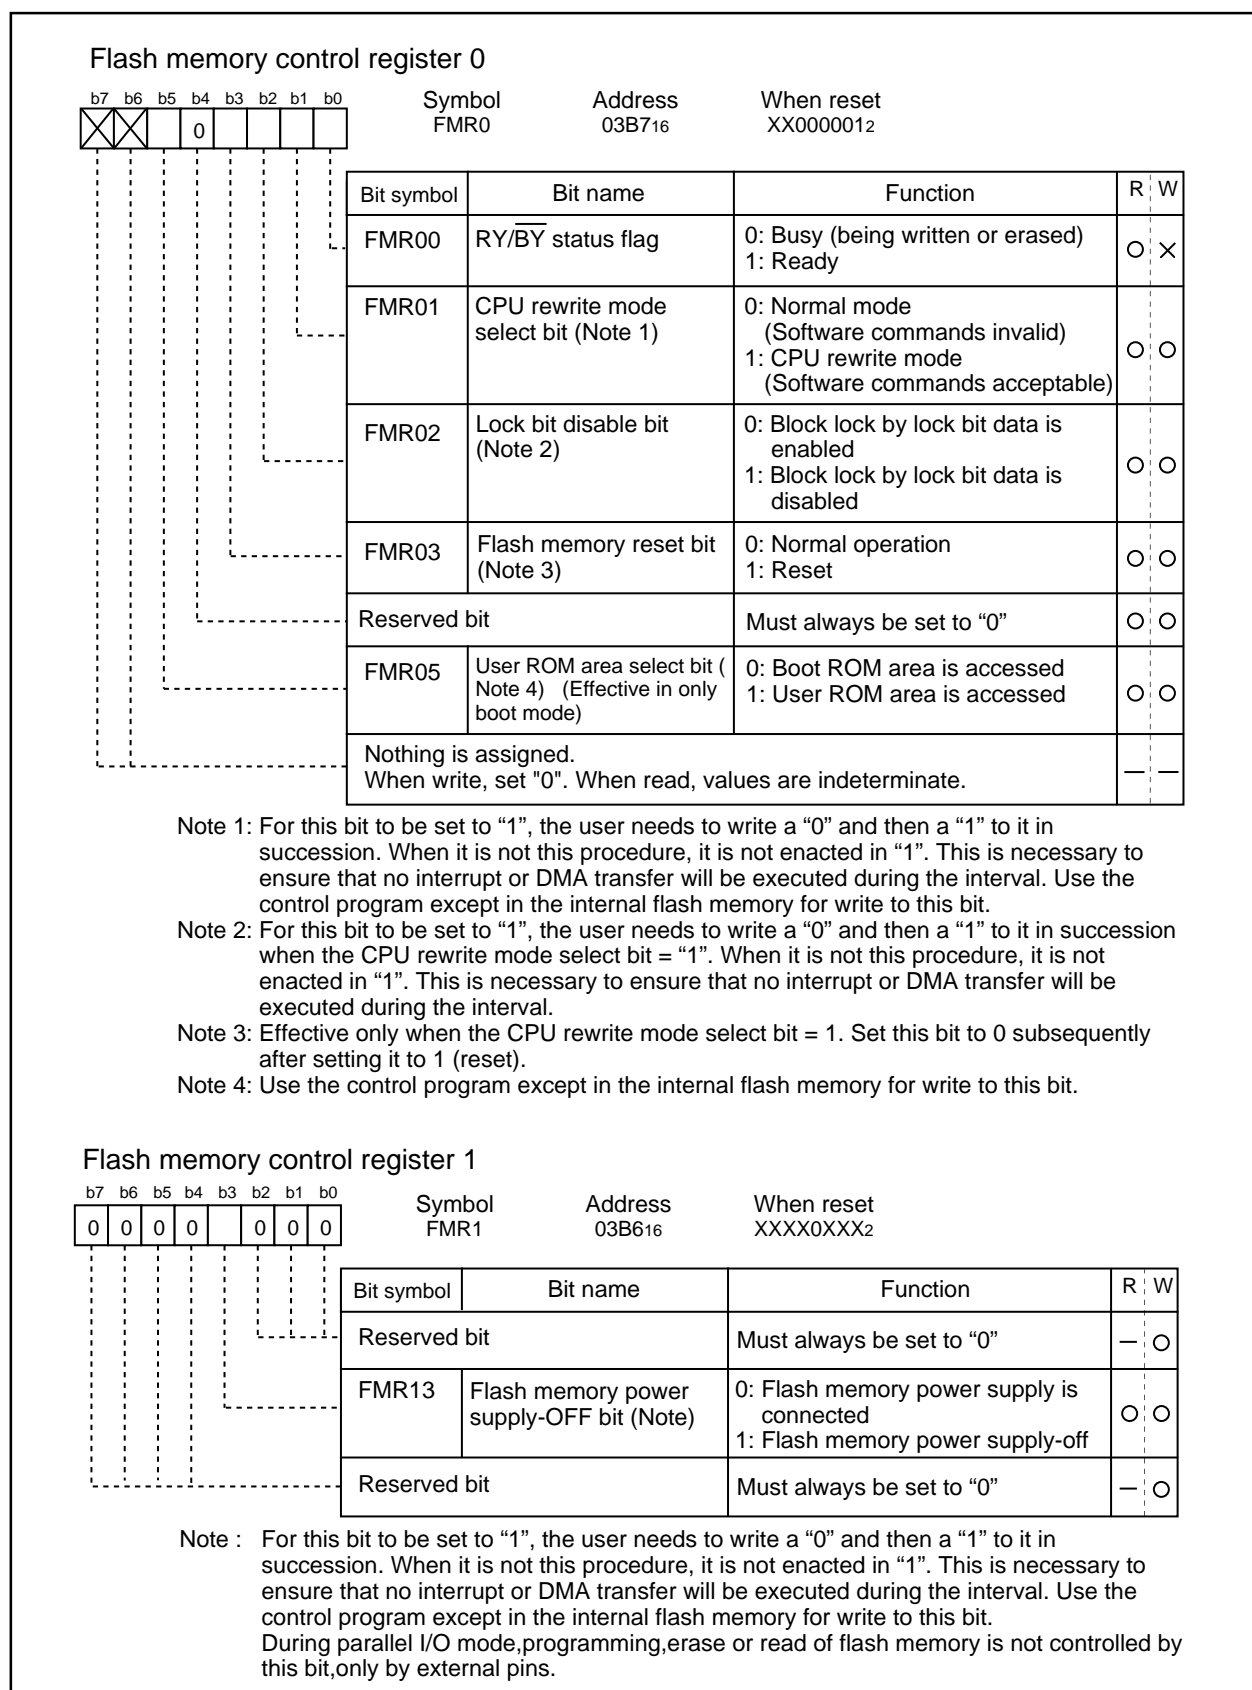 Flash memory control register 0
b7 b6 b5 b4 b3 b2 b1 b0
Symbol Address When reset
0
FMR0 03B716 XX0000012
Bit symbol Bit name Function R W
FMR00 RY/BY status flag 0: Busy (being written or erased)
1: Ready
FMR01 CPU rewrite mode 0: Normal mode
select bit (Note 1) (Software commands invalid)
1: CPU rewrite mode
(Software commands acceptable)
FMR02 Lock bit disable bit 0: Block lock by lock bit data is
(Note 2) enabled
1: Block lock by lock bit data is
disabled
FMR03 Flash memory reset bit 0: Normal operation
(Note 3) 1: Reset
Reserved bit Must always be set to “0”
FMR05 User ROM area select bit ( 0: Boot ROM area is accessed
Note 4) (Effective in only 1: User ROM area is accessed
boot mode)
Nothing is assigned.
When write, set "0". When read, values are indeterminate.
Note 1: For this bit to be set to “1”, the user needs to write a “0” and then a “1” to it in
succession. When it is not this procedure, it is not enacted in “1”. This is necessary to
ensure that no interrupt or DMA transfer will be executed during the interval. Use the
control program except in the internal flash memory for write to this bit.
Note 2: For this bit to be set to “1”, the user needs to write a “0” and then a “1” to it in succession
when the CPU rewrite mode select bit = “1”. When it is not this procedure, it is not
enacted in “1”. This is necessary to ensure that no interrupt or DMA transfer will be
executed during the interval.
Note 3: Effective only when the CPU rewrite mode select bit = 1. Set this bit to 0 subsequently
after setting it to 1 (reset).
Note 4: Use the control program except in the internal flash memory for write to this bit.
Flash memory control register 1
b7 b6 b5 b4 b3 b2 b1 b0
Symbol Address When reset
0 0 0 0 0 0 0
FMR1 03B616 XXXX0XXX2
Bit symbol Bit name Function R W
Reserved bit Must always be set to “0”
FMR13 Flash memory power 0: Flash memory power supply is
supply-OFF bit (Note) connected
1: Flash memory power supply-off
Reserved bit Must always be set to “0”
Note : For this bit to be set to “1”, the user needs to write a “0” and then a “1” to it in
succession. When it is not this procedure, it is not enacted in “1”. This is necessary to
ensure that no interrupt or DMA transfer will be executed during the interval. Use the
control program except in the internal flash memory for write to this bit.
During parallel I/O mode,programming,erase or read of flash memory is not controlled by
this bit,only by external pins.